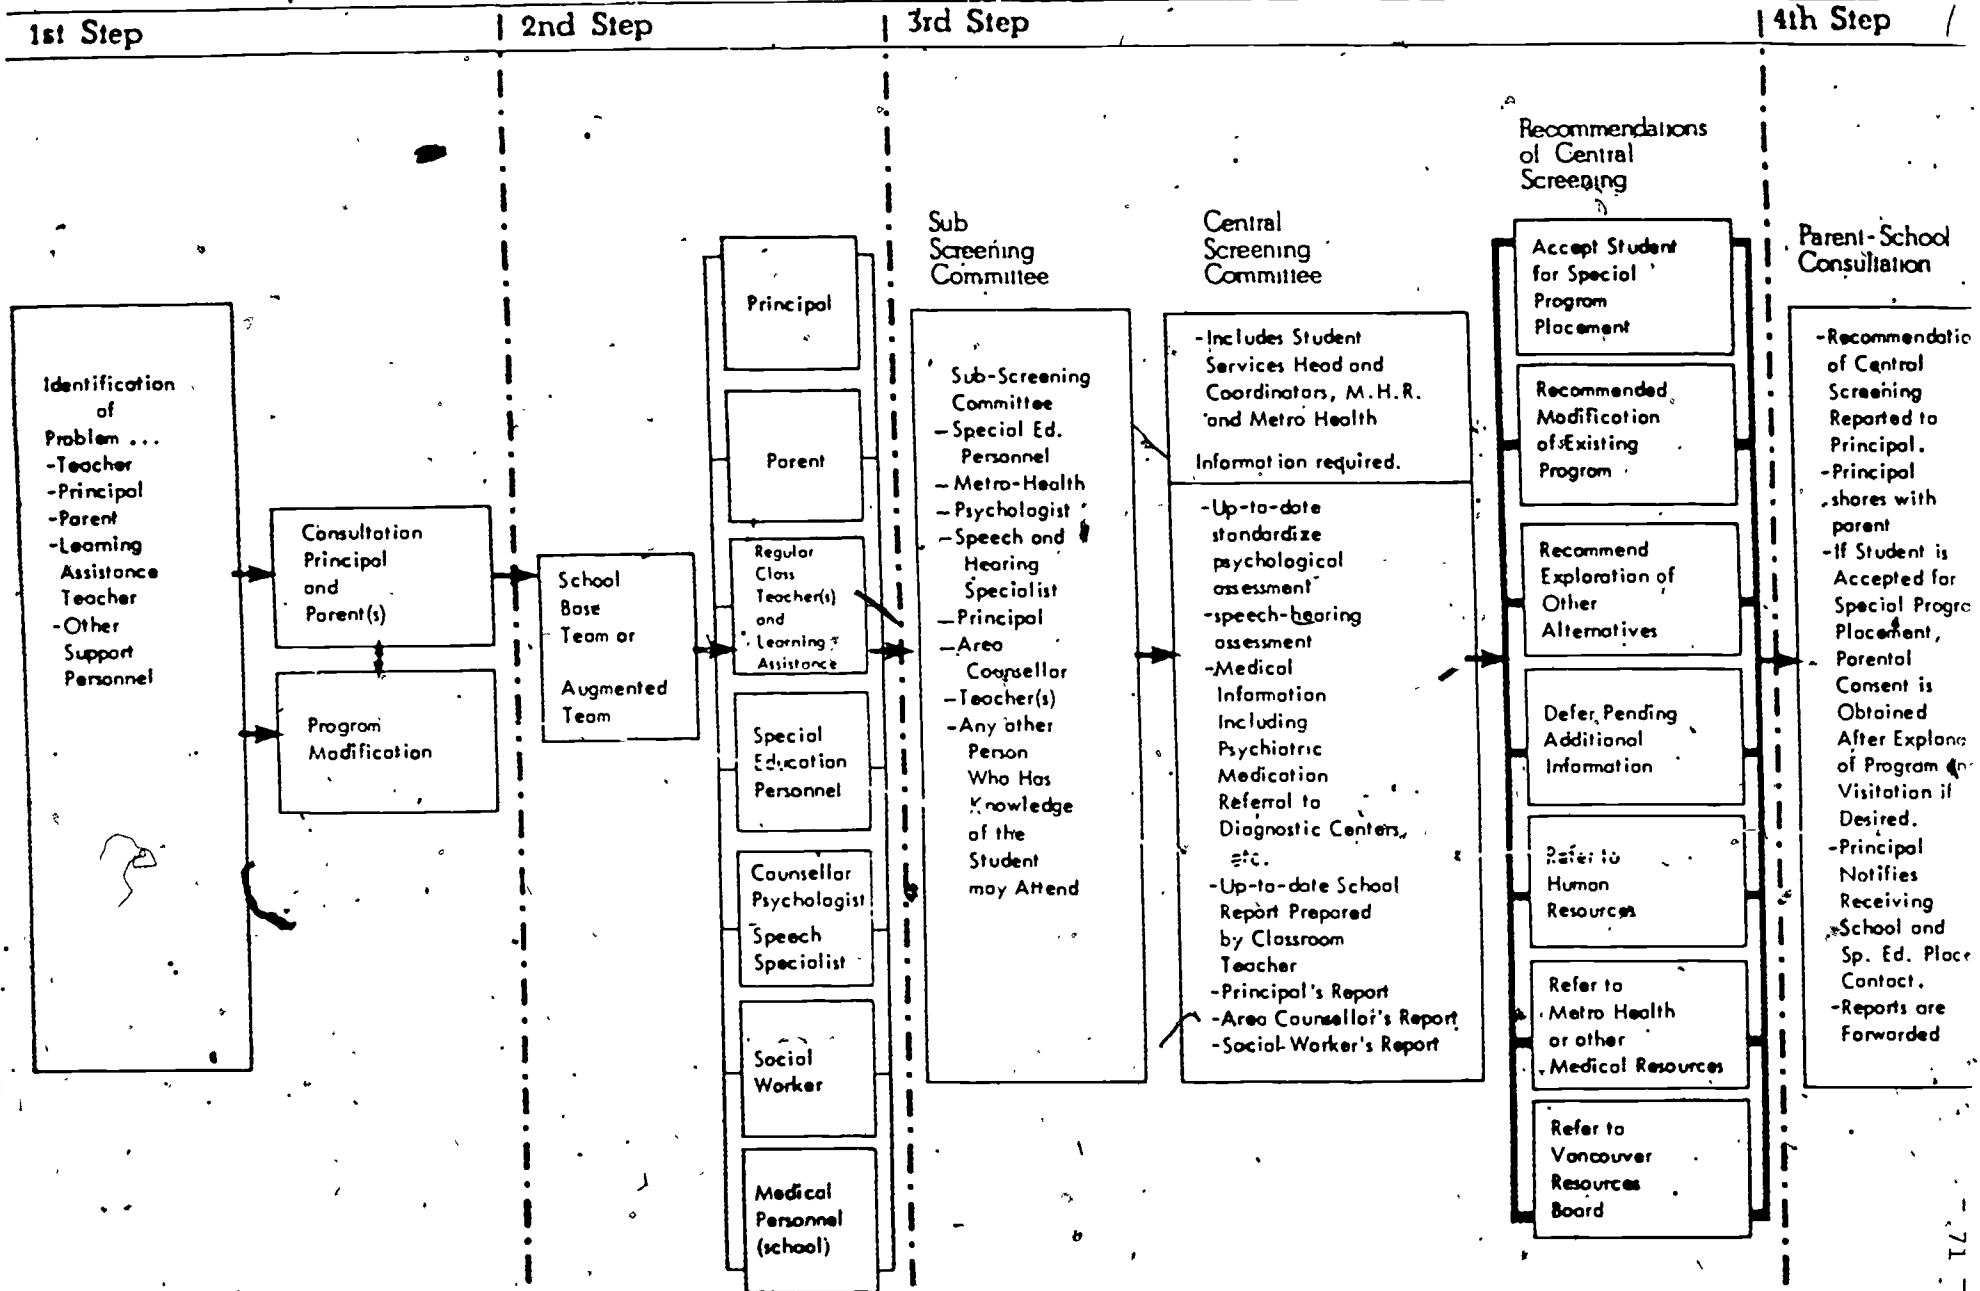 1st Step
2nd Step
3rd Step
4th Step
Identification
of
Problem ...
-Teacher
-Principal
-Parent
-Learning
Assistance
Teacher
-Other
Support
Personnel
Consultation
Principal
and
Parent(s)
Program
Modification
School
Base
Team or
Augmented
Team
Principal
Parent
Regular
Class
Teacher(s)
and
Learning
Assistance
Special
Education
Personnel
Counsellor
Psychologist
Speech
Specialist
Social
Worker
Medical
Personnel
(school)
Sub
Screening
Committee
Sub-Screening
Committee
-Special Ed.
Personnel
-Metro-Health
-Psychologist
-Speech and
Hearing
Specialist
-Principal
-Area
Counsellor
-Teacher(s)
-Any other
Person
Who Has
Knowledge
of the
Student
may Attend
Central
Screening
Committee
-Includes Student
Services Head and
Coordinators, M.H.R.
and Metro Health
Information required.
-Up-to-date
standardize
psychological
assessment
-speech-hearing
assessment
-Medical
Information
Including
Psychiatric
Medication
Referral to
Diagnostic Centers,
etc.
-Up-to-date School
Report Prepared
by Classroom
Teacher
-Principal's Report
-Area Counsellor's Report
-Social Worker's Report
Recommendations
of Central
Screening
Accept Student
for Special
Program
Placement
Recommended
Modification
of Existing
Program
Recommend
Exploration of
Other
Alternatives
Defer Pending
Additional
Information
Refer to
Human
Resources
Refer to
Metro Health
or other
Medical Resources
Refer to
Vancouver
Resources
Board
Parent-School
Consultation
-Recommendatio
of Central
Screening
Reported to
Principal.
-Principal
shares with
parent
-If Student is
Accepted for
Special Progra
Placement,
Parental
Consent is
Obtained
After Explana
of Program
Visitation if
Desired.
-Principal
Notifies
Receiving
School and
Sp. Ed. Place
Contact.
-Reports are
Forwarded
- 71 -